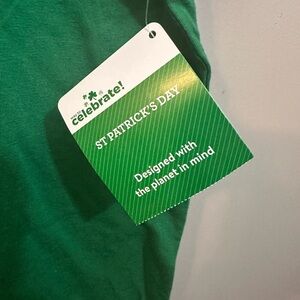 celebrate!
ST PATRICK'S DAY
Designed with
the planet in mind